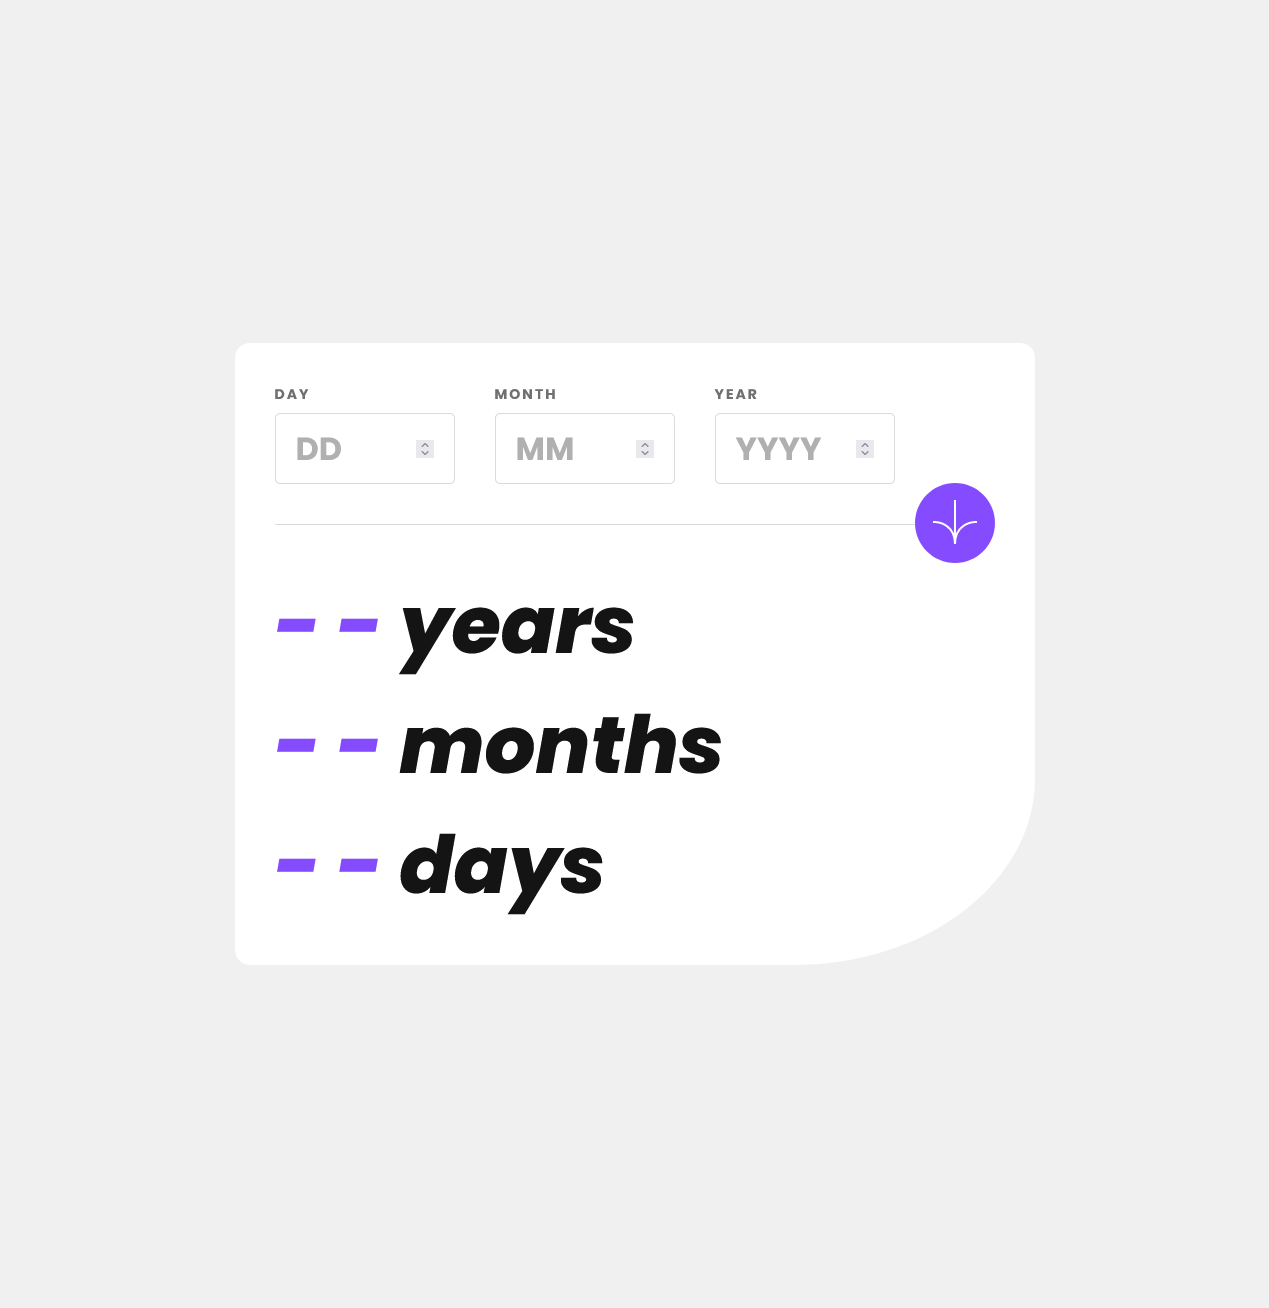 DAY MONTH YEAR
DD MM YYYY
- - years
- - months
- - days